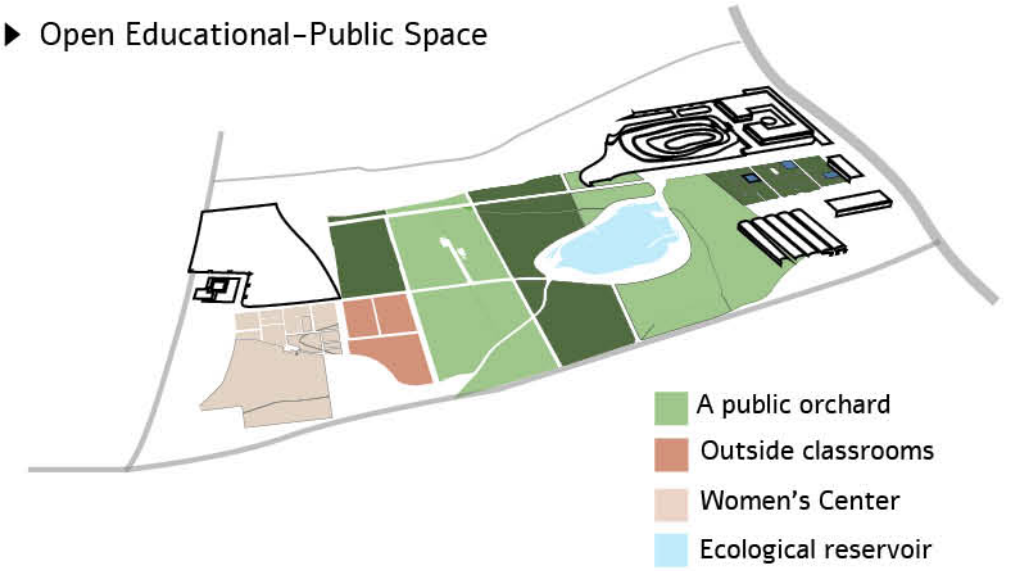 Open Educational-Public Space
A public orchard
Outside classrooms
Women's Center
Ecological reservoir